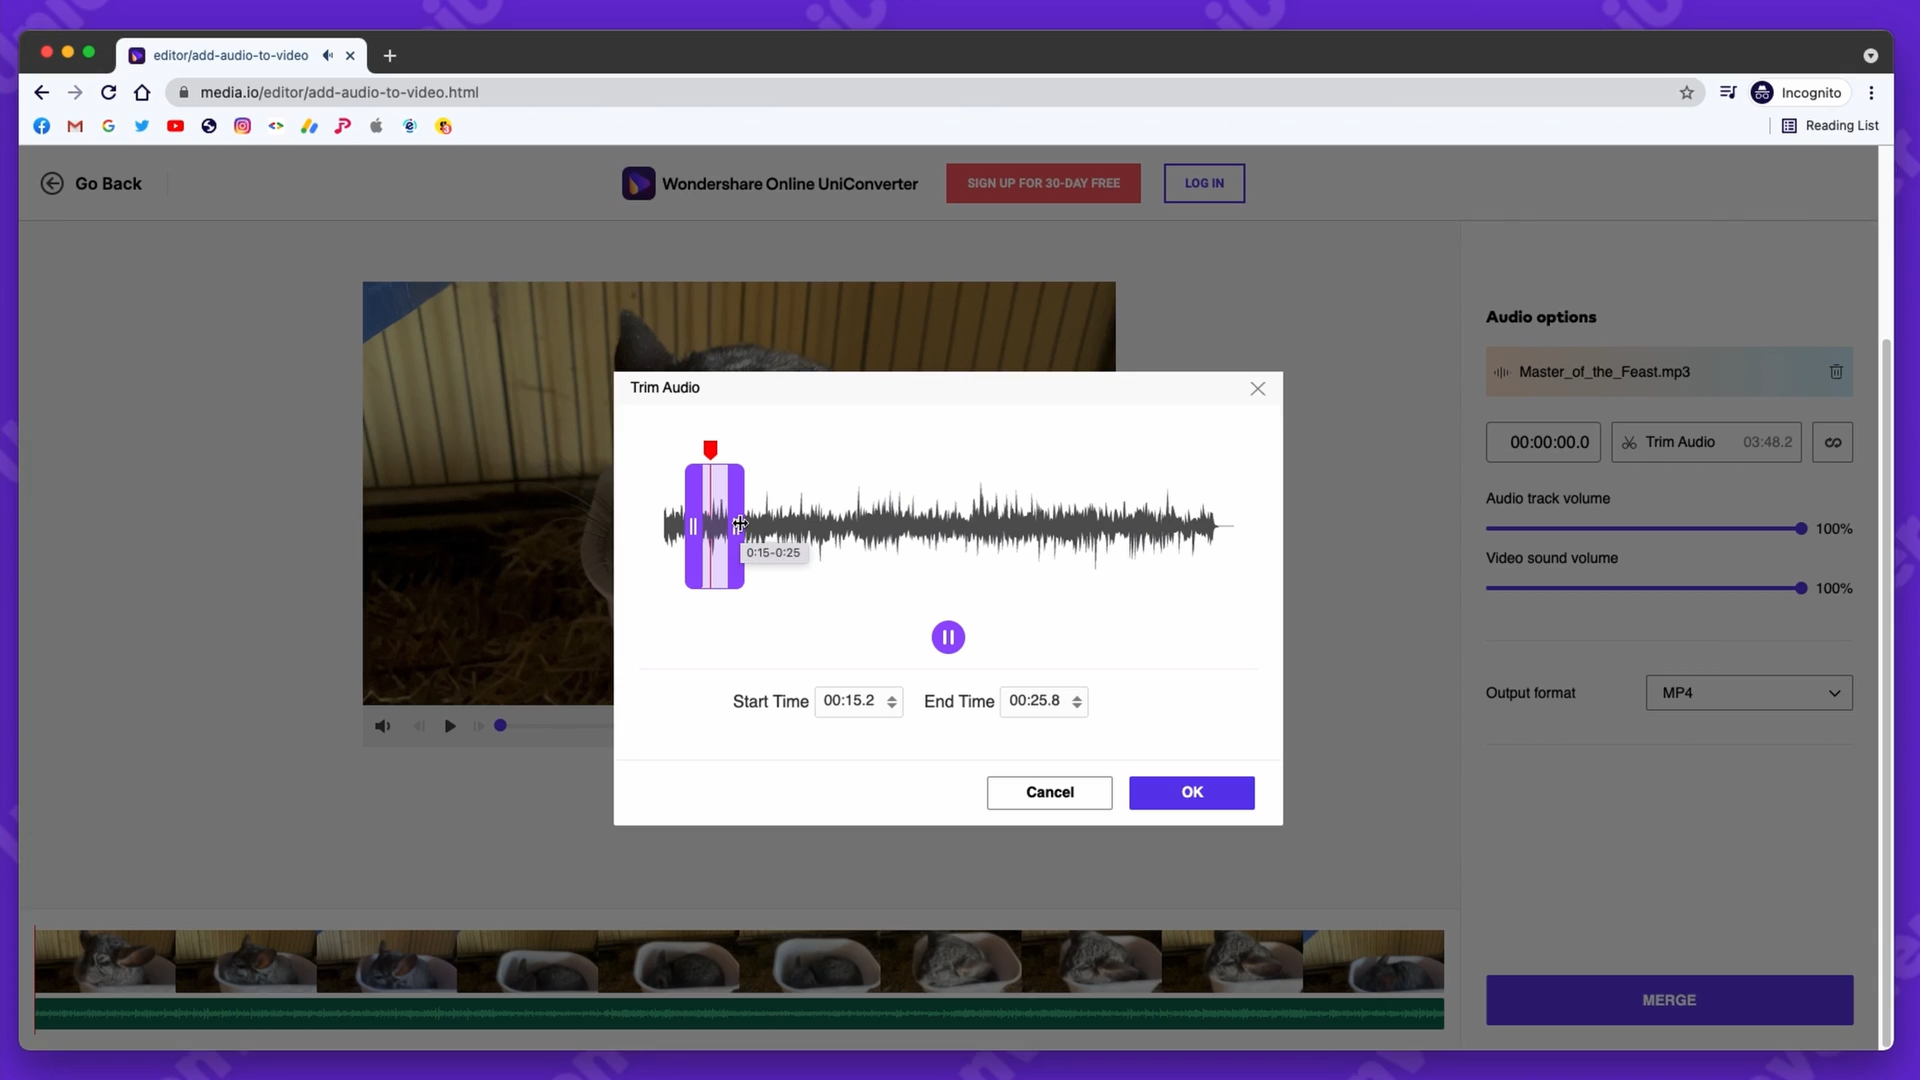 editor/add-audio-to-video
media.io/editor/add-audio-to-video.html
Incognito
Reading List
Go Back
Wondershare Online UniConverter
SIGN UP FOR 30-DAY FREE
LOG IN
Audio options
Master_of_the_Feast.mp3
00:00:00.0
Trim Audio 03:48.2
Audio track volume
100%
Video sound volume
100%
Output format
MP4
MERGE
Trim Audio
0:15-0:25
Start Time 00:15.2 End Time 00:25.8
Cancel
OK